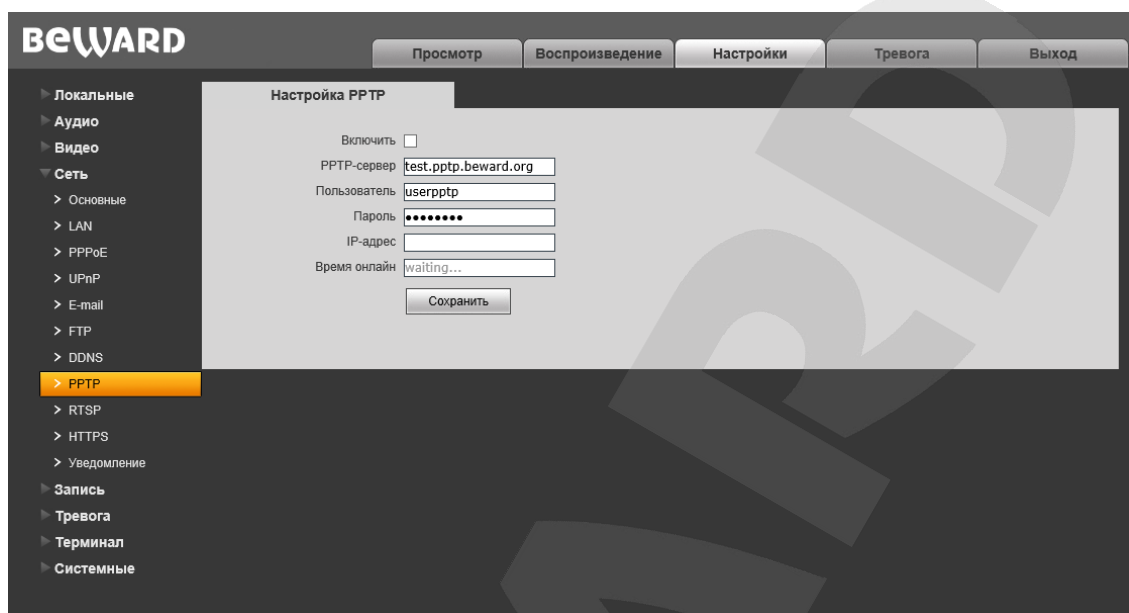 BEWARD
Просмотр
Воспроизведение
Настройки
Тревога
Выход
Локальные
Аудио
Видео
Сеть
> Основные
> LAN
> PPPoE
> UPnP
> E-mail
> FTP
> DDNS
> PPTP
> RTSP
> HTTPS
> Уведомление
Запись
Тревога
Терминал
Системные
Настройка PPTP
Включить
PPTP-сервер test.pptp.beward.org
Пользователь userpptp
Пароль ••••••••
IP-адрес
Время онлайн waiting...
Сохранить